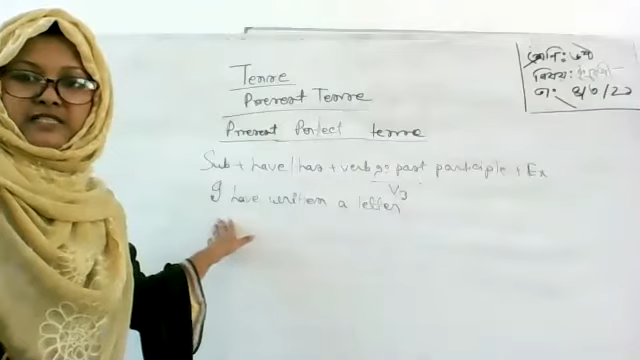 Tense
Present Tense
Present Perfect tense
Sub + have/has + verb এর past participle + Ex
V3
I have written a letter
শ্রেণি: ৬ষ্ঠ
বিষয়: ইংরেজি
তা: